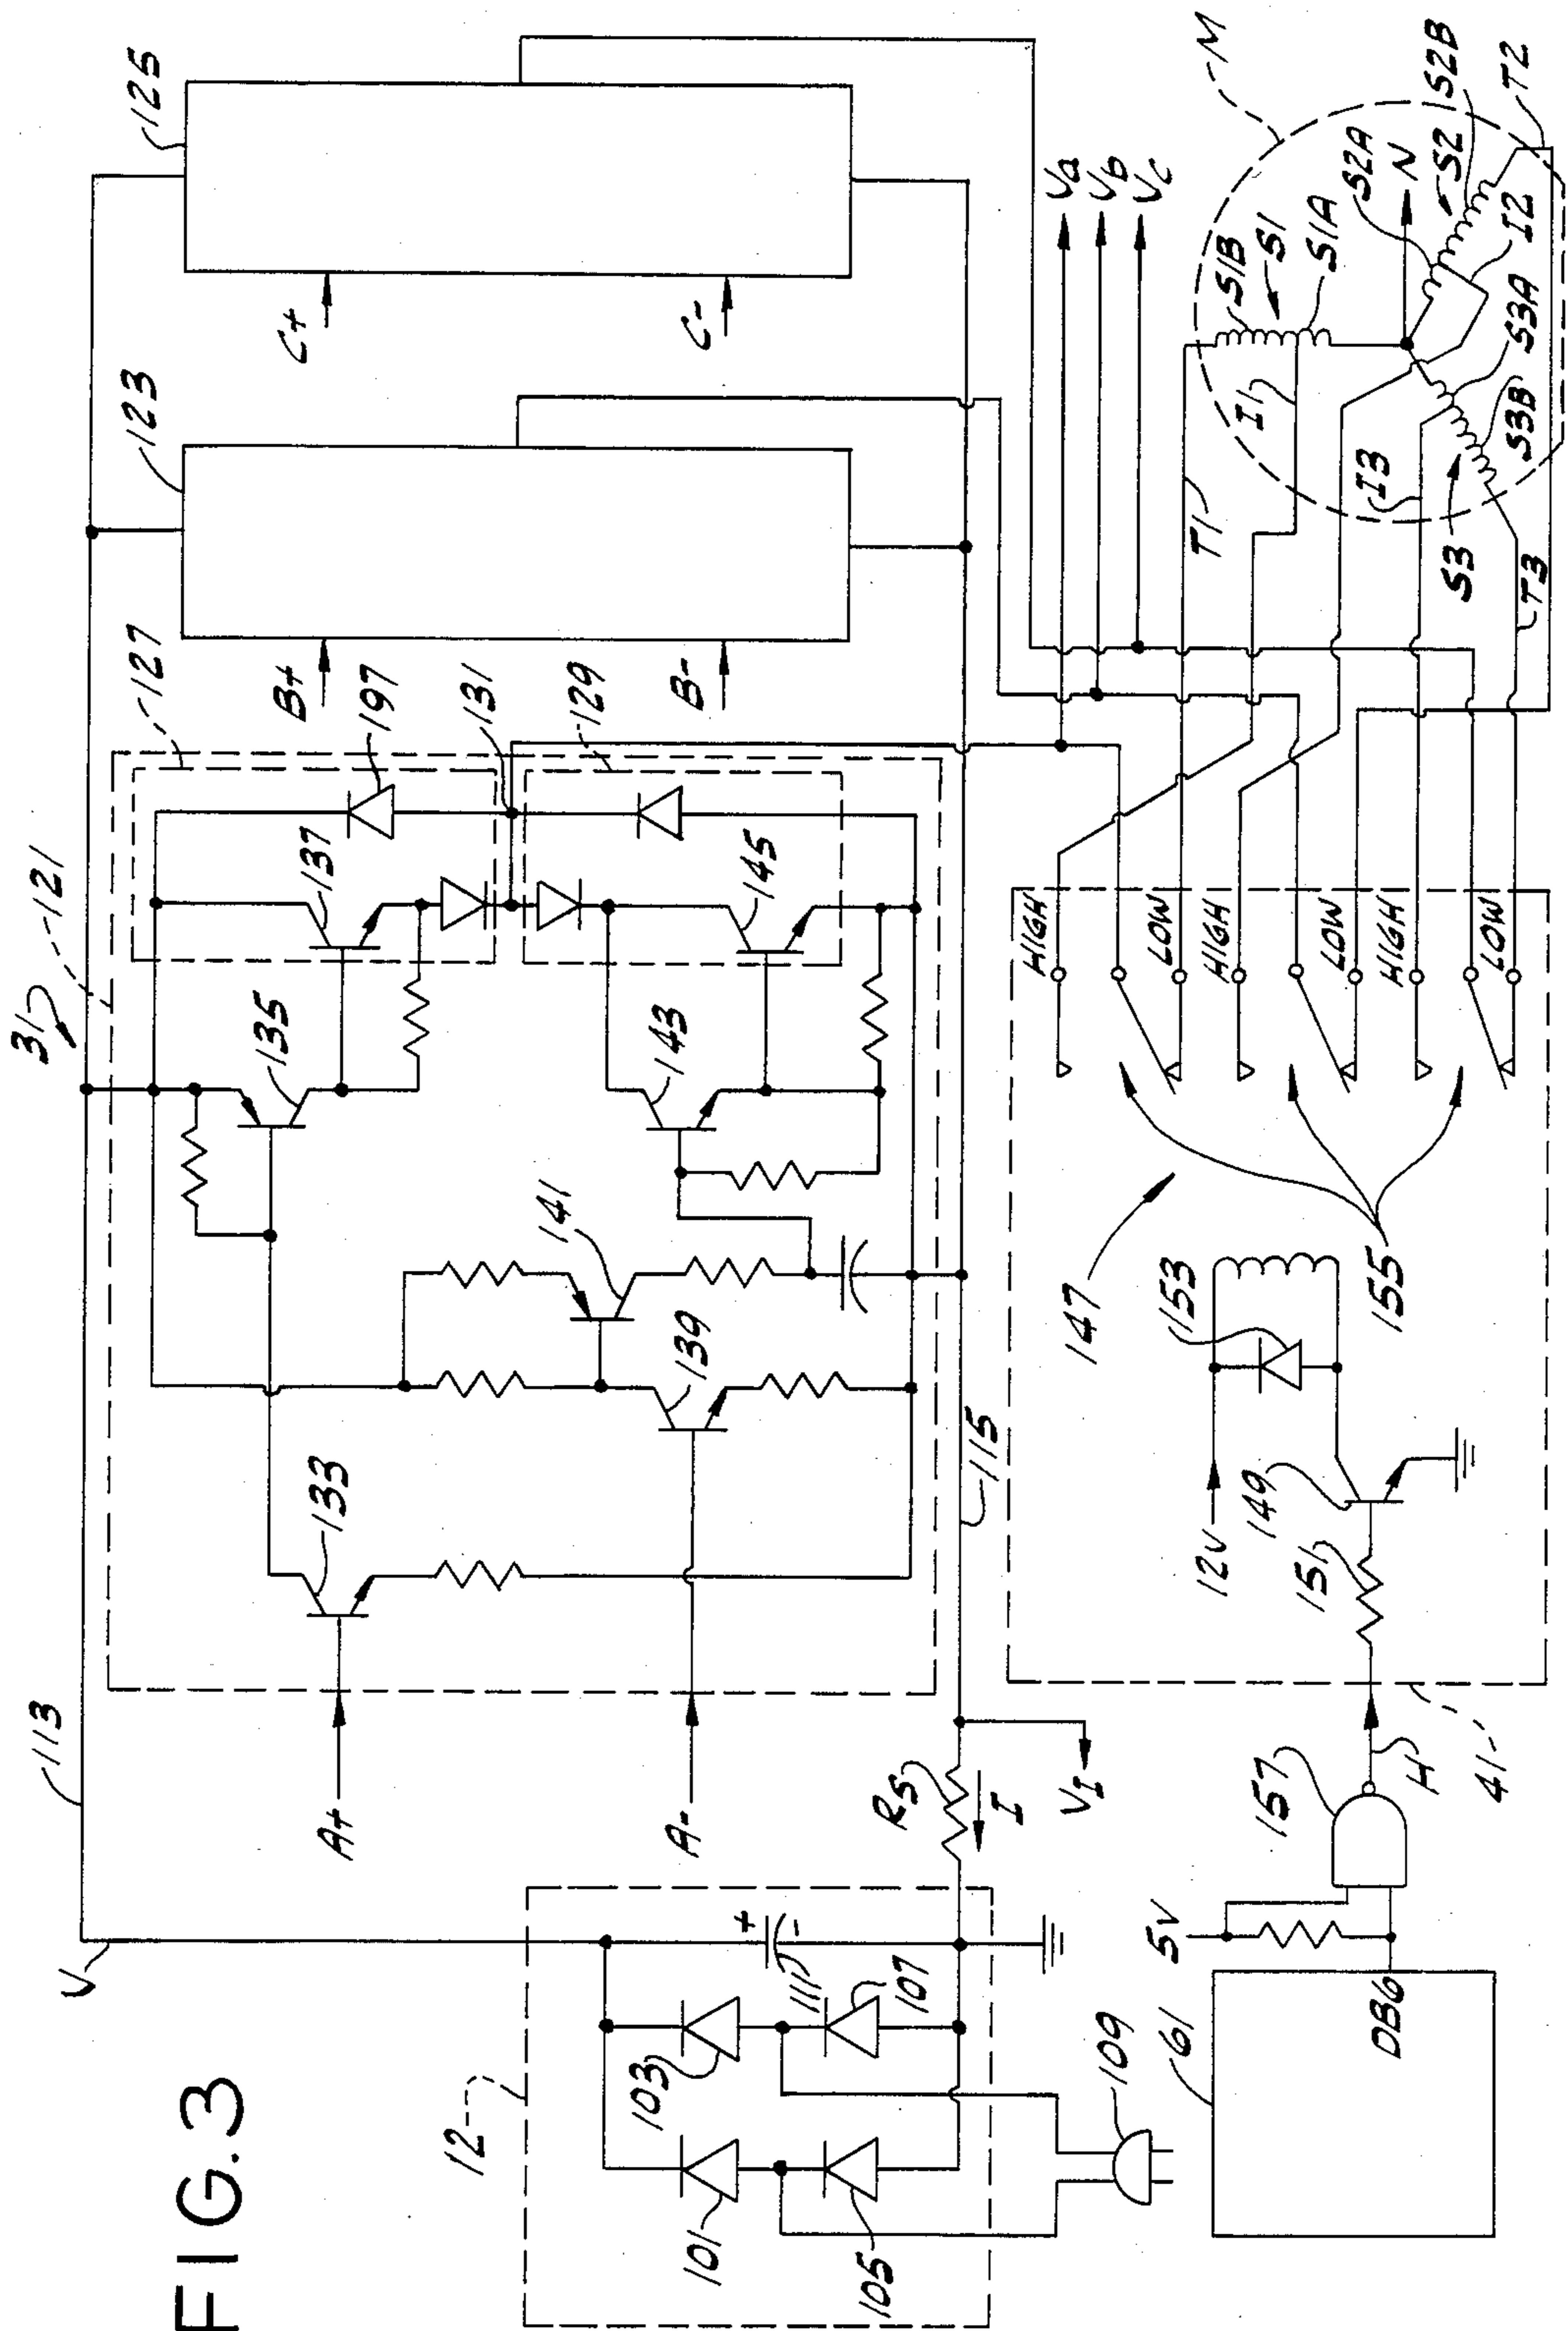 FIG.3
31
113
121
127
123
125
V
A+
A-
133
135
137
139
141
143
145
197
131
129
B+
B-
C+
C-
12
101
103
105
107
111
+
-
109
RS
I
VI
115
Va
Vb
Vc
61
DB6
5V
157
H
41
151
149
12V
153
147
155
HIGH
LOW
HIGH
LOW
HIGH
LOW
M
T1
I1
S1B
S1
S1A
S2A
N
S2
S2B
I2
T2
I3
S3
S3A
S3B
T3